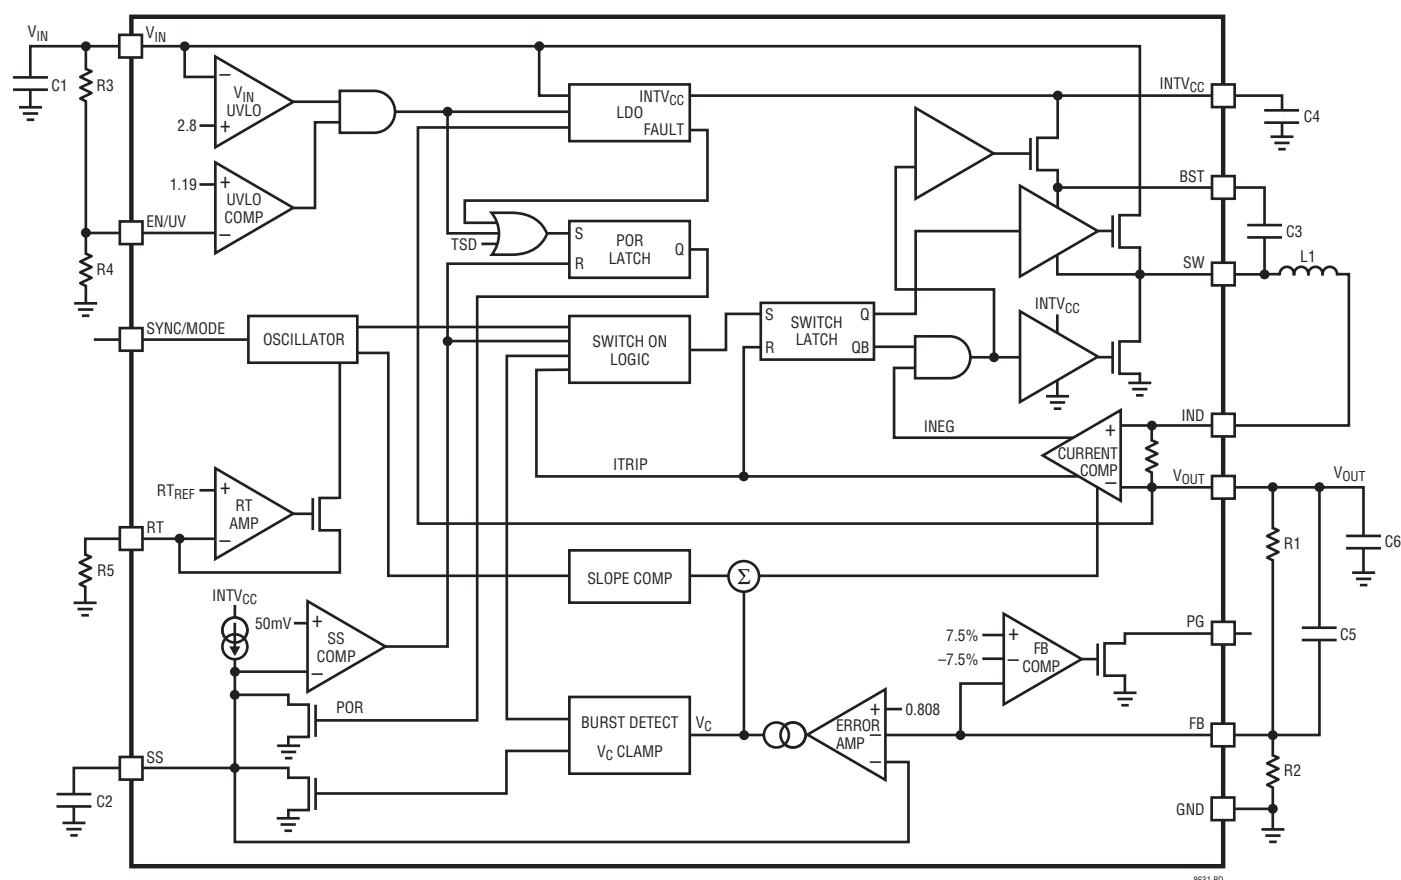 VIN
VIN
C1
R3
VIN
UVLO
2.8
+
–
INTVCC
LDO
FAULT
INTVCC
C4
1.19
+
UVLO
COMP
–
EN/UV
R4
TSD
S
R
POR
LATCH
Q
BST
C3
SW
L1
SYNC/MODE
OSCILLATOR
SWITCH ON
LOGIC
S
R
SWITCH
LATCH
Q
QB
INTVCC
IND
INEG
ITRIP
+
CURRENT
COMP
–
VOUT
VOUT
RTREF
+
RT
AMP
–
RT
R5
R1
C6
SLOPE COMP
Σ
INTVCC
50mV
+
SS
COMP
–
7.5%
–7.5%
+
–
FB
COMP
PG
C5
POR
BURST DETECT
VC CLAMP
VC
ERROR
AMP
+
–
–
0.808
FB
SS
C2
R2
GND
8631 BD